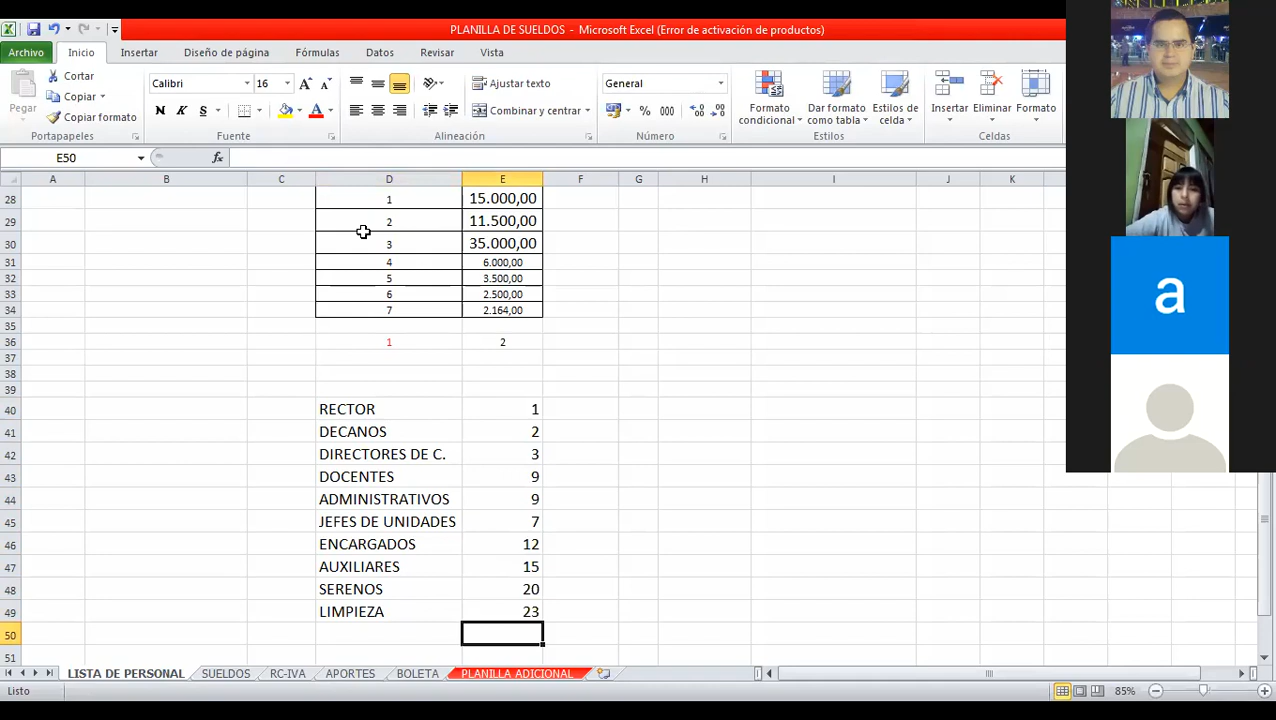 PLANILLA DE SUELDOS - Microsoft Excel (Error de activación de productos)
Archivo Inicio Insertar Diseño de página Fórmulas Datos Revisar Vista
Pegar
Cortar
Copiar
Copiar formato
Portapapeles
Calibri 16
N K S
Fuente
Ajustar texto
Combinar y centrar
Alineación
General
% 000
Número
Formato condicional
Dar formato como tabla
Estilos de celda
Estilos
Insertar Eliminar Formato
Celdas
E50 fx
A B C D E F G H I J K
28 1 15.000,00
29 2 11.500,00
30 3 35.000,00
31 4 6.000,00
32 5 3.500,00
33 6 2.500,00
34 7 2.164,00
35
36 1 2
37
38
39
40 RECTOR 1
41 DECANOS 2
42 DIRECTORES DE C. 3
43 DOCENTES 9
44 ADMINISTRATIVOS 9
45 JEFES DE UNIDADES 7
46 ENCARGADOS 12
47 AUXILIARES 15
48 SERENOS 20
49 LIMPIEZA 23
50
51
LISTA DE PERSONAL SUELDOS RC-IVA APORTES BOLETA PLANILLA ADICIONAL
Listo 85%
a